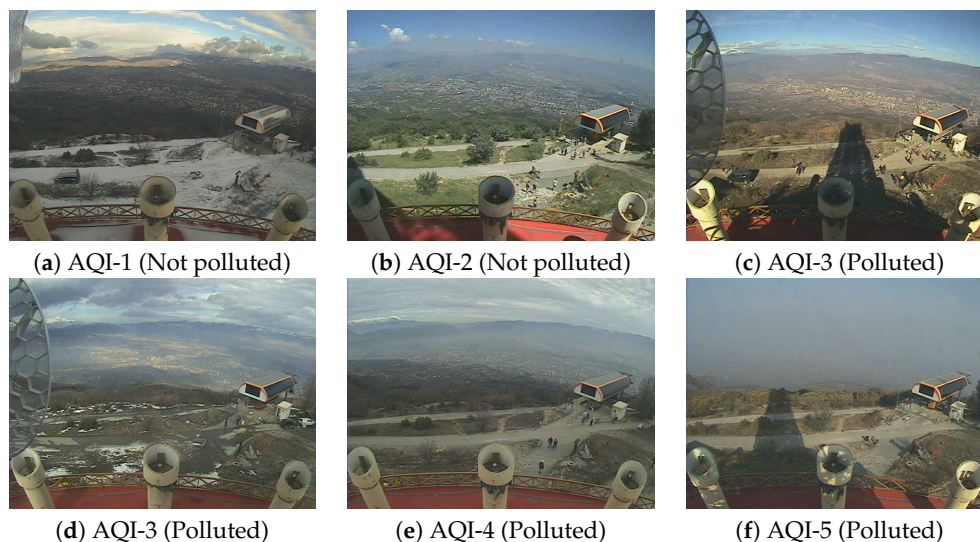 (a) AQI-1 (Not polluted)
(b) AQI-2 (Not polluted)
(c) AQI-3 (Polluted)
(d) AQI-3 (Polluted)
(e) AQI-4 (Polluted)
(f) AQI-5 (Polluted)